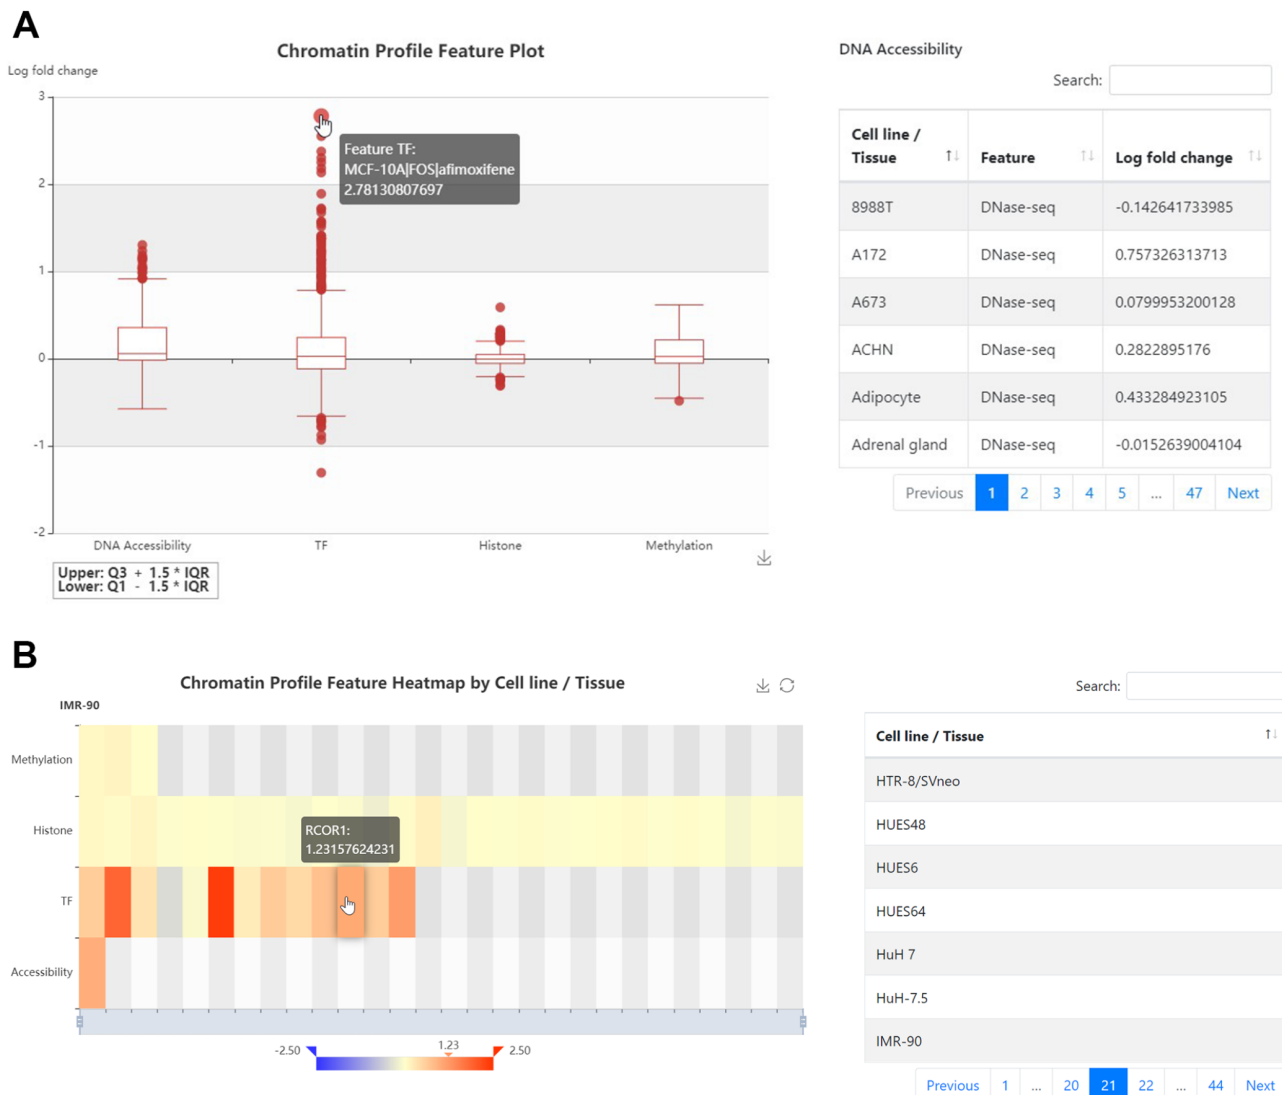 A
Chromatin Profile Feature Plot
Log fold change
3
2
1
0
-1
-2
Feature TF:
MCF-10A|FOS|afimoxifene
2.78130807697
DNA Accessibility
TF
Histone
Methylation
Upper: Q3 + 1.5 * IQR
Lower: Q1 - 1.5 * IQR
DNA Accessibility
Search:
Cell line / Tissue Feature Log fold change
8988T DNase-seq -0.142641733985
A172 DNase-seq 0.757326313713
A673 DNase-seq 0.0799953200128
ACHN DNase-seq 0.2822895176
Adipocyte DNase-seq 0.433284923105
Adrenal gland DNase-seq -0.0152639004104
Previous 1 2 3 4 5 ... 47 Next
B
Chromatin Profile Feature Heatmap by Cell line / Tissue
IMR-90
Methylation
Histone
TF
Accessibility
RCOR1:
1.23157624231
-2.50 1.23 2.50
Search:
Cell line / Tissue
HTR-8/SVneo
HUES48
HUES6
HUES64
HuH 7
HuH-7.5
IMR-90
Previous 1 ... 20 21 22 ... 44 Next